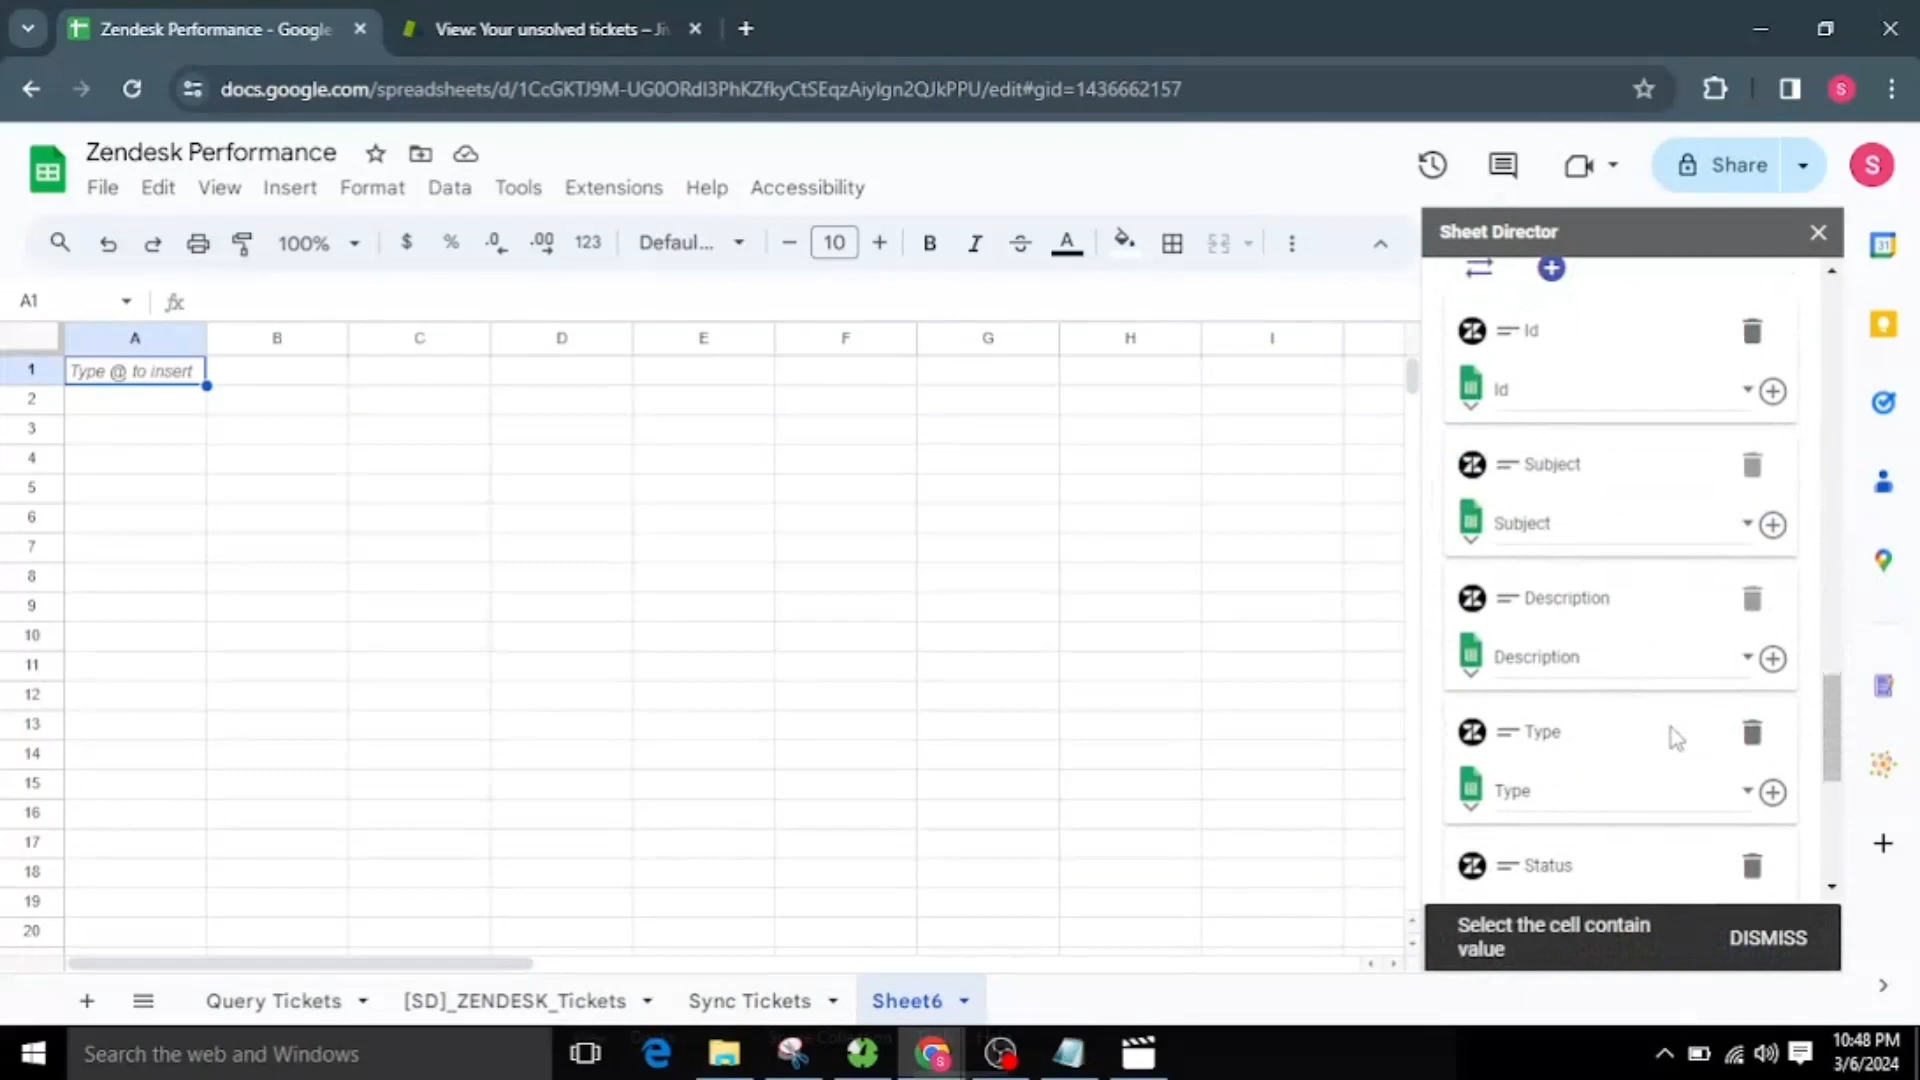 Zendesk Performance - Google
View: Your unsolved tickets – Ji
docs.google.com/spreadsheets/d/1CcGKTJ9M-UG0ORdl3PhKZfkyCtSEqzAiylgn2QJkPPU/edit#gid=1436662157
S
Zendesk Performance
File Edit View Insert Format Data Tools Extensions Help Accessibility
Share
S
100% $ % .0 .00 123 Defaul... 10 B I A
Sheet Director
A1 fx
A B C D E F G H I
1 Type @ to insert
2
3
4
5
6
7
8
9
10
11
12
13
14
15
16
17
18
19
20
31
Id
Id
Subject
Subject
Description
Description
Type
Type
Status
Select the cell contain
value
DISMISS
Query Tickets [SD]_ZENDESK_Tickets Sync Tickets Sheet6
Search the web and Windows
S
10:48 PM
3/6/2024